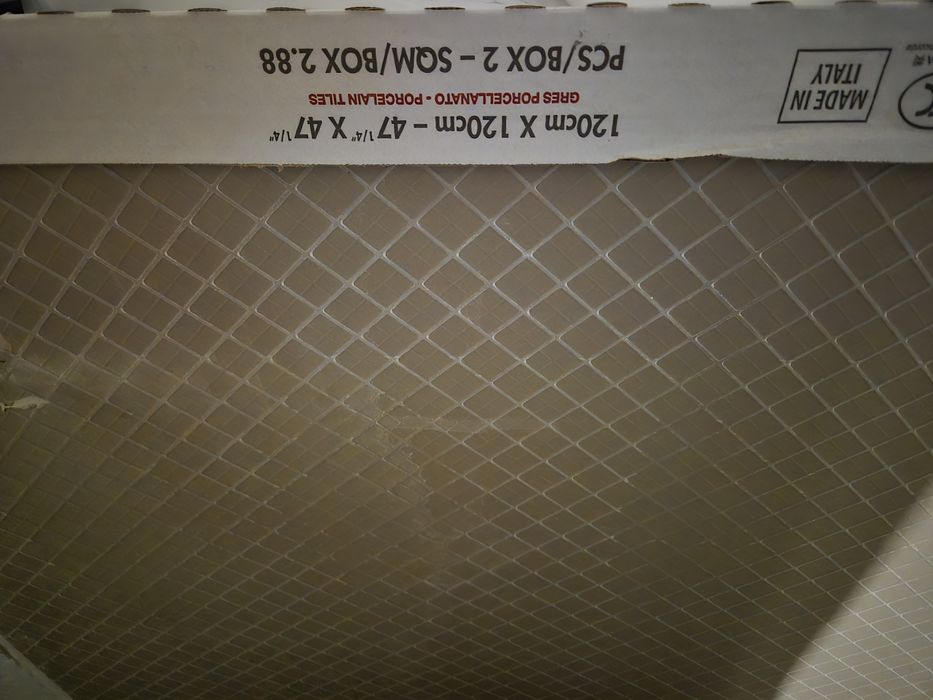 120cm X 120cm – 47 1/4" X 47 1/4"
GRES PORCELLANATO - PORCELAIN TILES
PCS/BOX 2 – SQM/BOX 2.88
MADE IN
ITALY